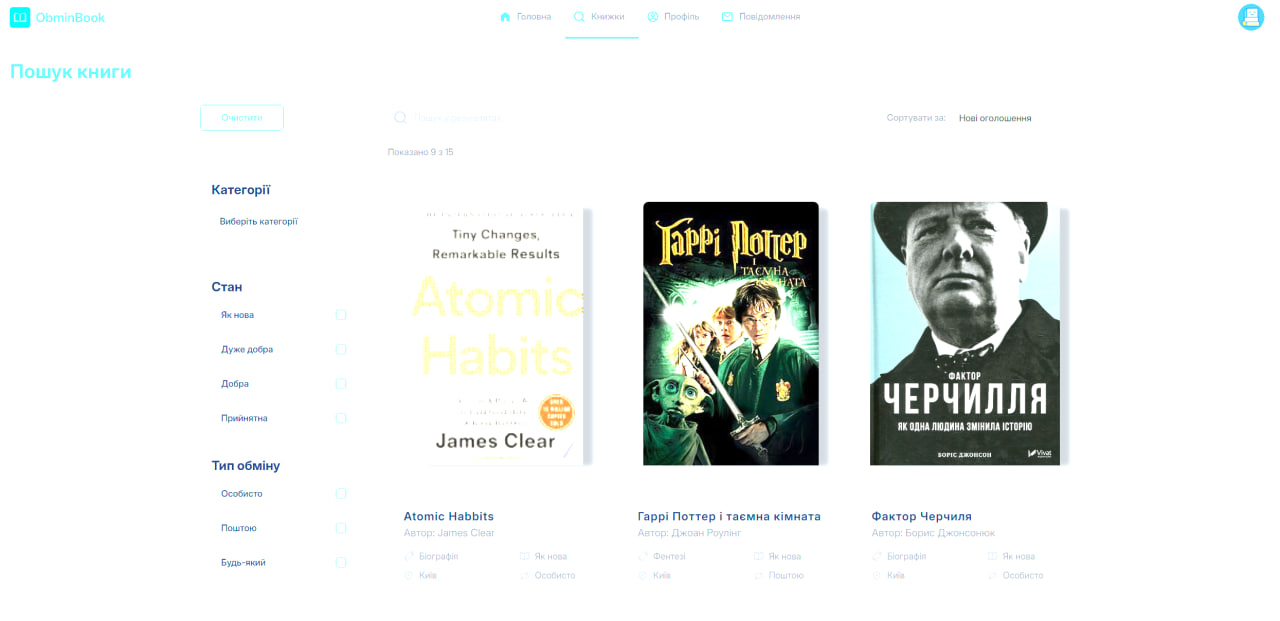 ObminBook
Головна
Книжки
Профіль
Повідомлення
Пошук книги
Очистити
Сортувати за:
Нові оголошення
Показано 9 з 15
Категорії
Виберіть категорії
Стан
Як нова
Дуже добра
Добра
Прийнятна
Тип обміну
Особисто
Поштою
Будь-який
Tiny Changes,
Remarkable Results
Atomic
Habits
James Clear
Гаррі Поттер
і
ТАЄМНА
КІМНАТА
ФАКТОР
ЧЕРЧИЛЛЯ
ЯК ОДНА ЛЮДИНА ЗМІНИЛА ІСТОРІЮ
БОРІС ДЖОНСОН
Vivat
Atomic Habbits
Автор: James Clear
Біографія
Як нова
Київ
Особисто
Гаррі Поттер і таємна кімната
Автор: Джоан Роулінг
Фентезі
Як нова
Київ
Поштою
Фактор Черчиля
Автор: Борис Джонсонюк
Біографія
Як нова
Київ
Особисто